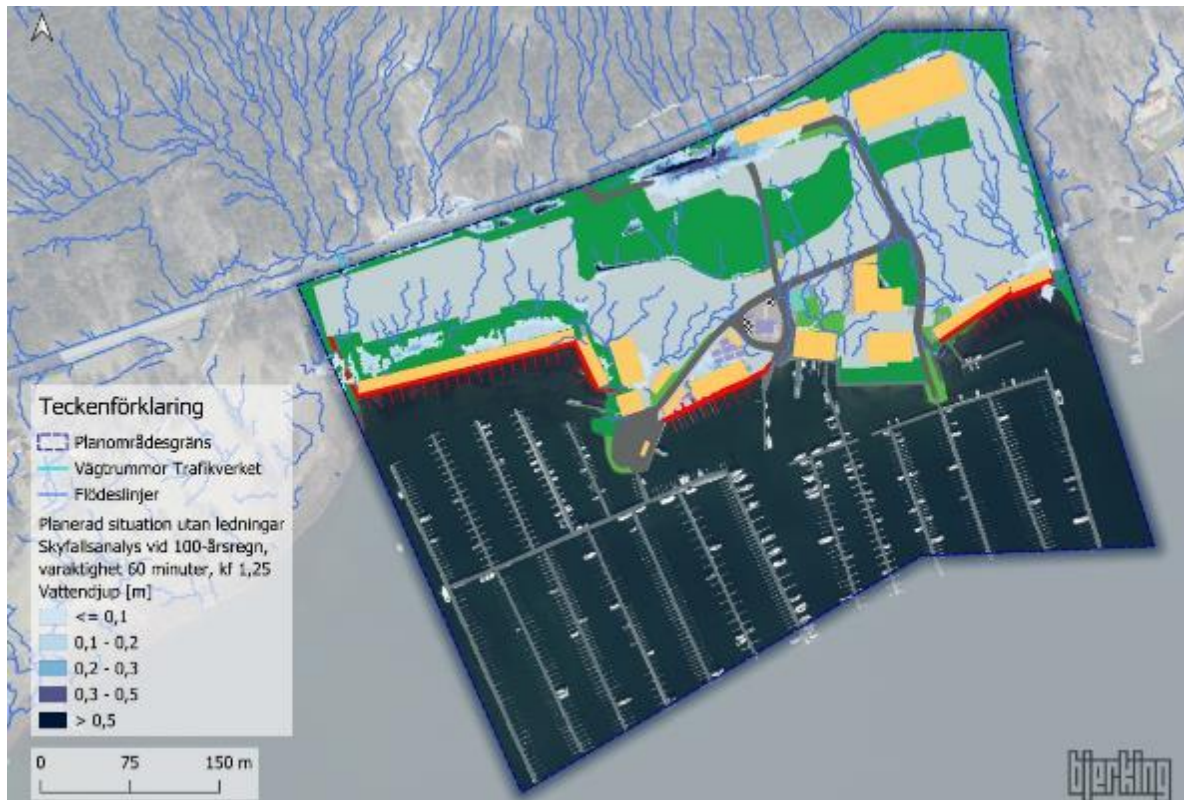 Teckenförklaring
Planområdesgräns
Vägtrummor Trafikverket
Flödeslinjer
Planerad situation utan ledningar
Skyfallsanalys vid 100-årsregn,
varaktighet 60 minuter, kf 1,25
Vattendjup [m]
<= 0,1
0,1 - 0,2
0,2 - 0,3
0,3 - 0,5
> 0,5
0 75 150 m
bjerking